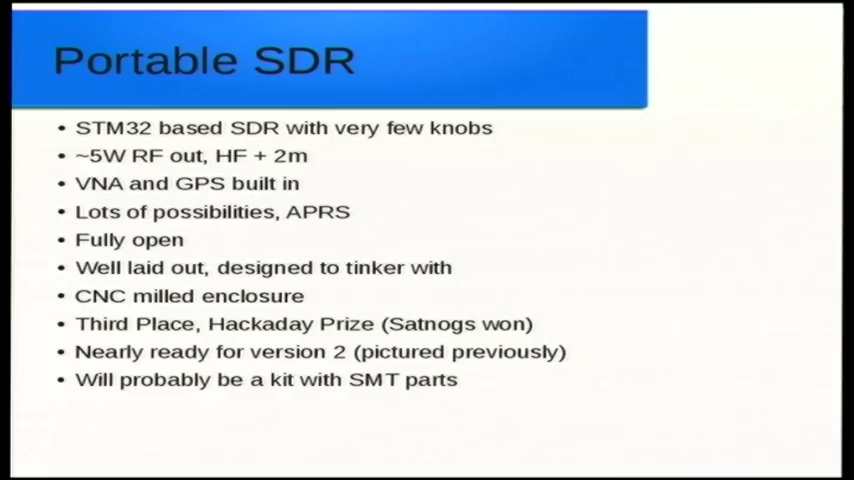 Portable SDR
• STM32 based SDR with very few knobs
• ~5W RF out, HF + 2m
• VNA and GPS built in
• Lots of possibilities, APRS
• Fully open
• Well laid out, designed to tinker with
• CNC milled enclosure
• Third Place, Hackaday Prize (Satnogs won)
• Nearly ready for version 2 (pictured previously)
• Will probably be a kit with SMT parts